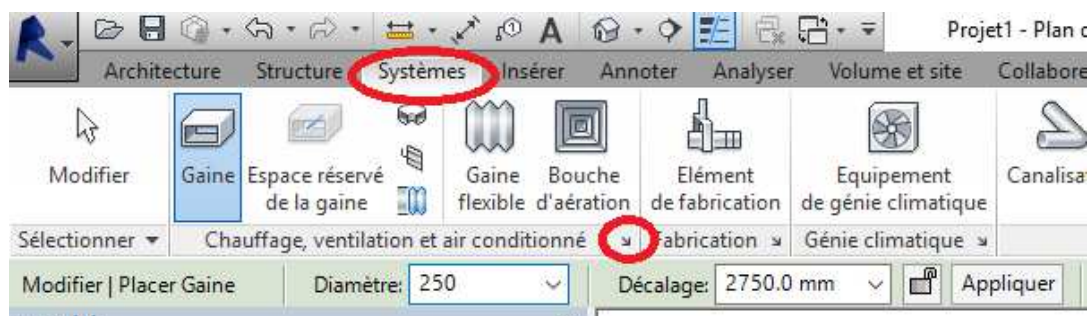 Projet1 - Plan d
Architecture Structure Systèmes Insérer Annoter Analyser Volume et site Collabore
Modifier Gaine Espace réservé Gaine Bouche Elément Equipement Canalisa
de la gaine flexible d'aération de fabrication de génie climatique
Sélectionner Chauffage, ventilation et air conditionné Fabrication Génie climatique
Modifier | Placer Gaine Diamètre: 250 Décalage: 2750.0 mm Appliquer